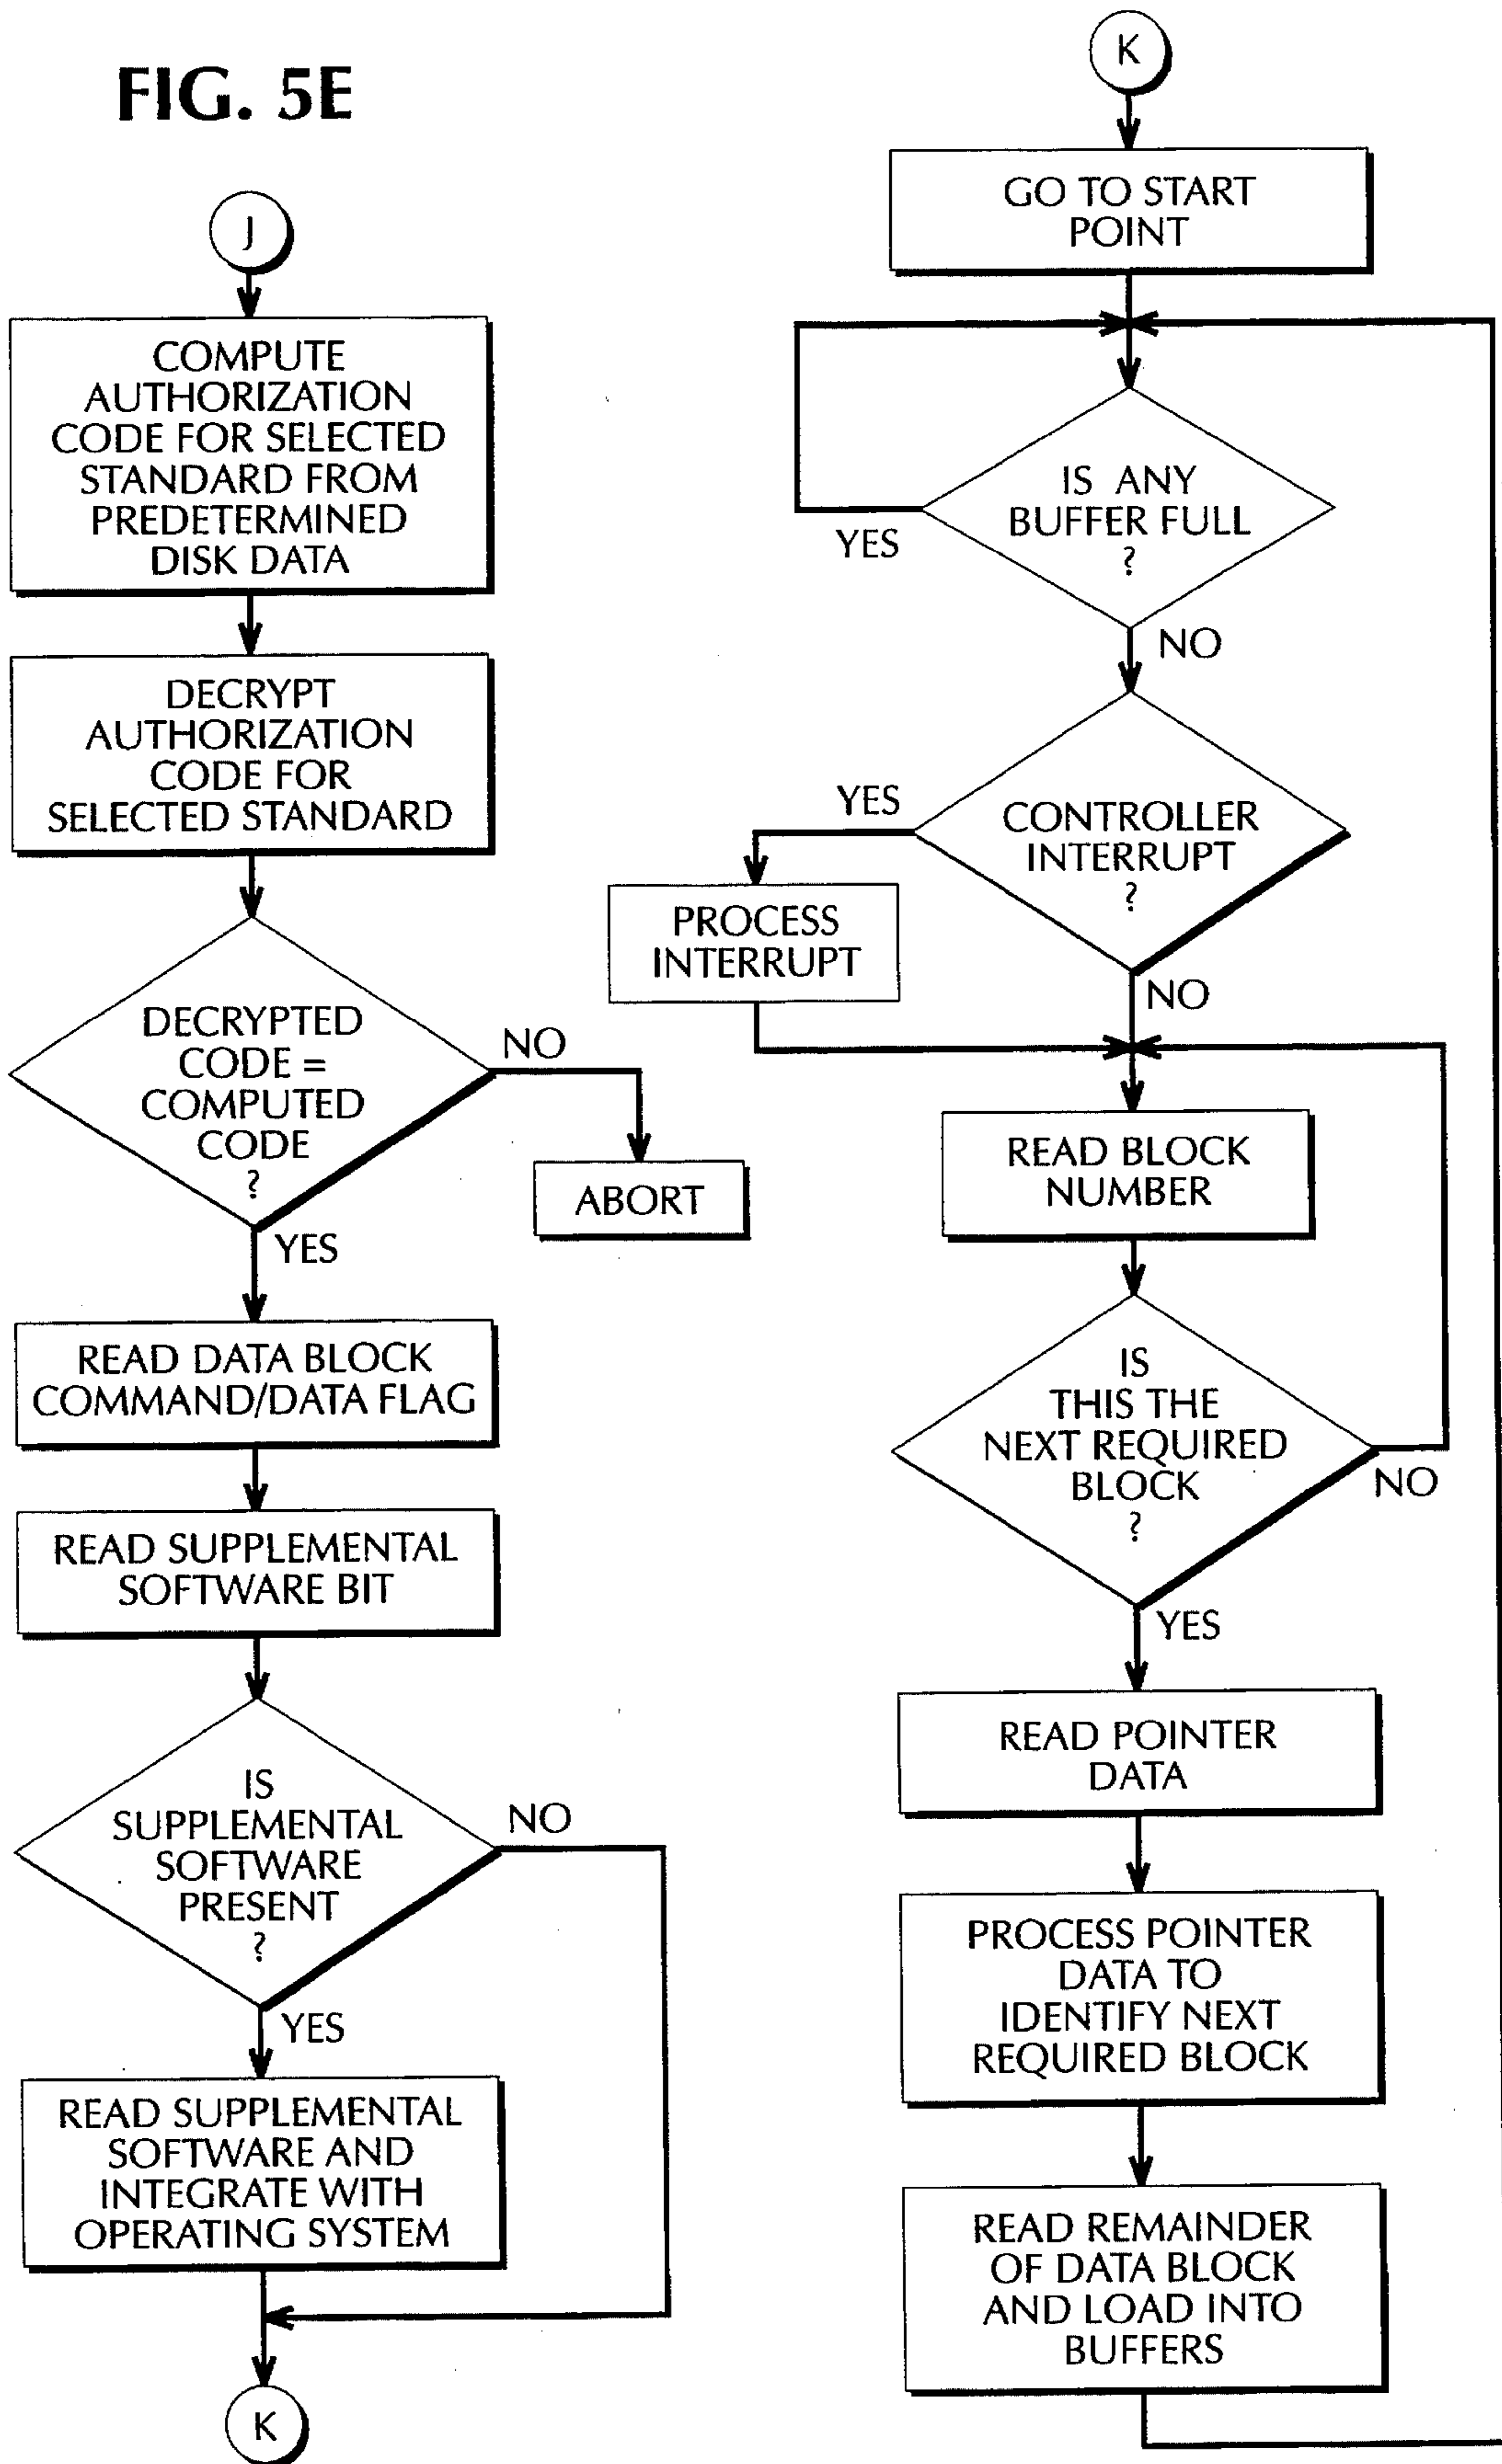 FIG. 5E
J
COMPUTE
AUTHORIZATION
CODE FOR SELECTED
STANDARD FROM
PREDETERMINED
DISK DATA
DECRYPT
AUTHORIZATION
CODE FOR
SELECTED STANDARD
DECRYPTED
CODE =
COMPUTED
CODE
?
NO
ABORT
YES
READ DATA BLOCK
COMMAND/DATA FLAG
READ SUPPLEMENTAL
SOFTWARE BIT
IS
SUPPLEMENTAL
SOFTWARE
PRESENT
?
NO
YES
READ SUPPLEMENTAL
SOFTWARE AND
INTEGRATE WITH
OPERATING SYSTEM
K
K
GO TO START
POINT
IS ANY
BUFFER FULL
?
YES
NO
CONTROLLER
INTERRUPT
?
YES
PROCESS
INTERRUPT
NO
READ BLOCK
NUMBER
IS
THIS THE
NEXT REQUIRED
BLOCK
?
NO
YES
READ POINTER
DATA
PROCESS POINTER
DATA TO
IDENTIFY NEXT
REQUIRED BLOCK
READ REMAINDER
OF DATA BLOCK
AND LOAD INTO
BUFFERS